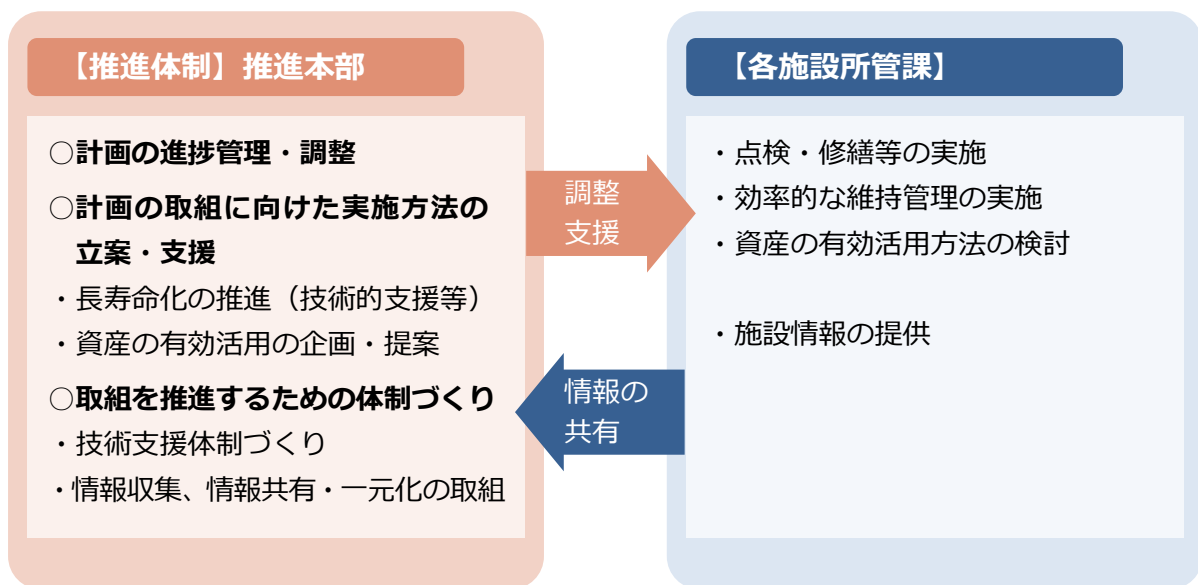 【推進体制】推進本部
○計画の進捗管理・調整
○計画の取組に向けた実施方法の
立案・支援
・長寿命化の推進（技術的支援等）
・資産の有効活用の企画・提案
○取組を推進するための体制づくり
・技術支援体制づくり
・情報収集、情報共有・一元化の取組
調整
支援
情報の
共有
【各施設所管課】
・点検・修繕等の実施
・効率的な維持管理の実施
・資産の有効活用方法の検討
・施設情報の提供